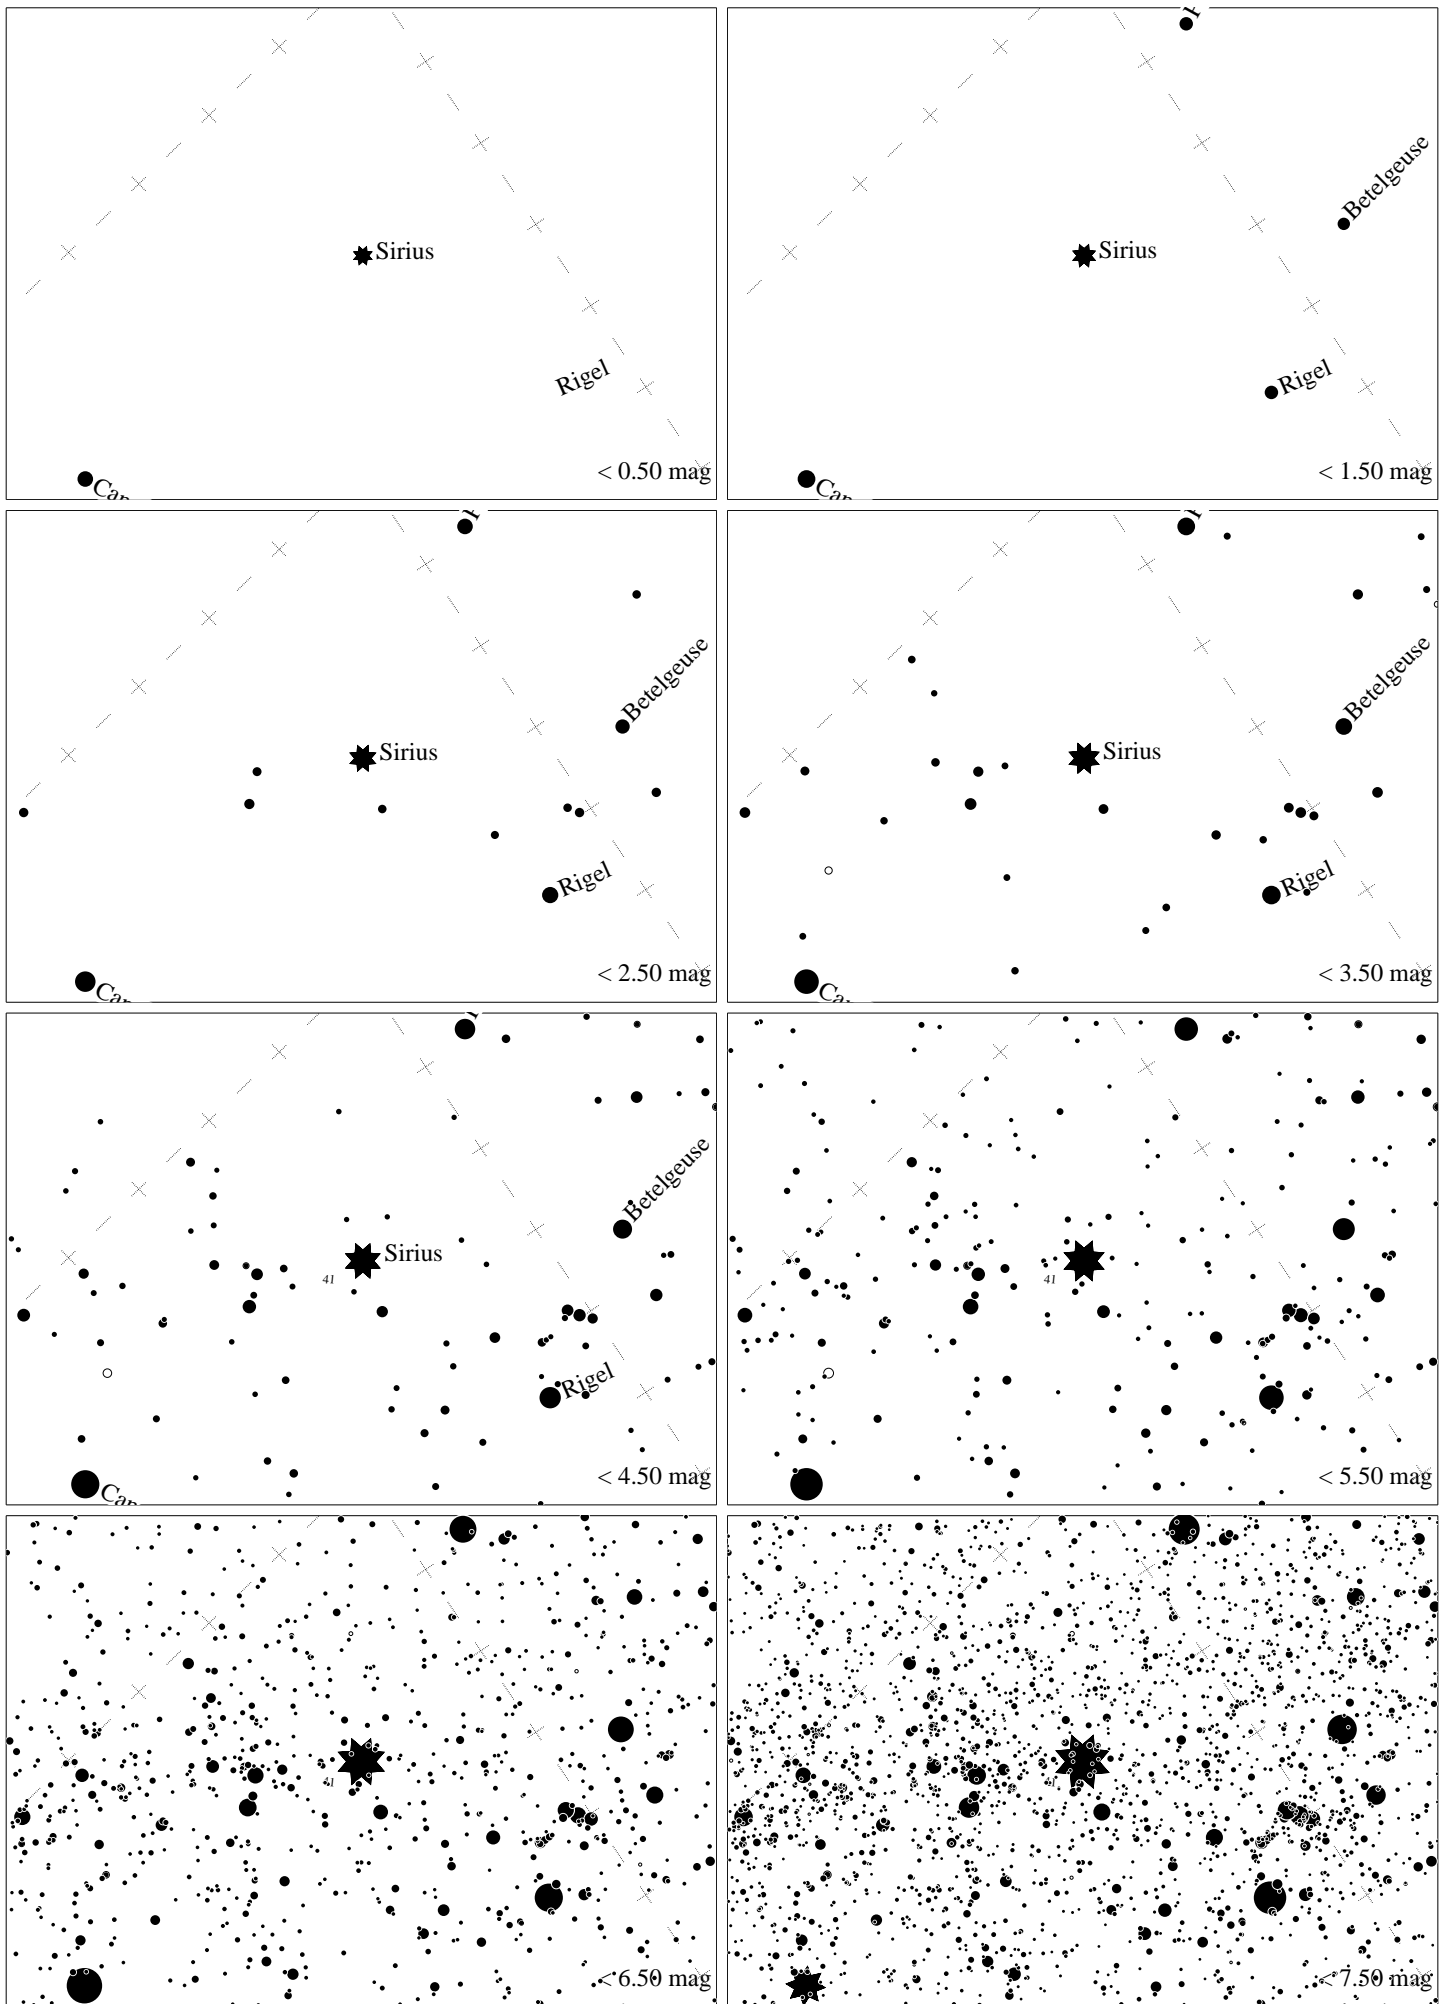 Sirius
Rigel
< 0.50 mag
Betelgeuse
Sirius
Rigel
< 1.50 mag
Betelgeuse
Sirius
Rigel
< 2.50 mag
Betelgeuse
Sirius
Rigel
< 3.50 mag
Betelgeuse
Sirius
41
Rigel
< 4.50 mag
41
< 5.50 mag
41
< 6.50 mag
41
< 7.50 mag